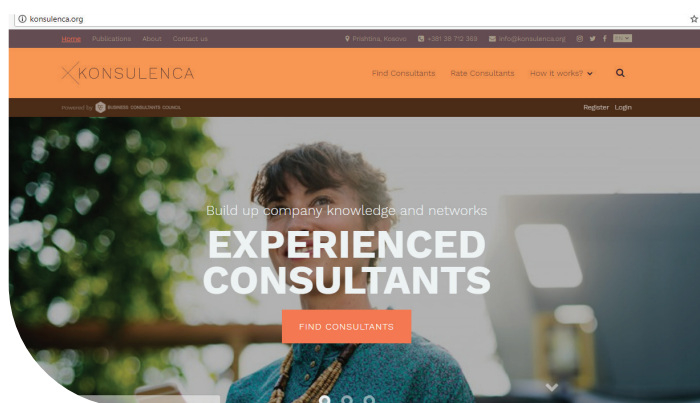 konsulenca.org
Home Publications About Contact us Prishtina, Kosovo +381 38 712 369 info@konsulenca.org
KONSULENCA Find Consultants Rate Consultants How it works?
Powered by BUSINESS CONSULTANTS COUNCIL Register Login
Build up company knowledge and networks
EXPERIENCED
CONSULTANTS
FIND CONSULTANTS